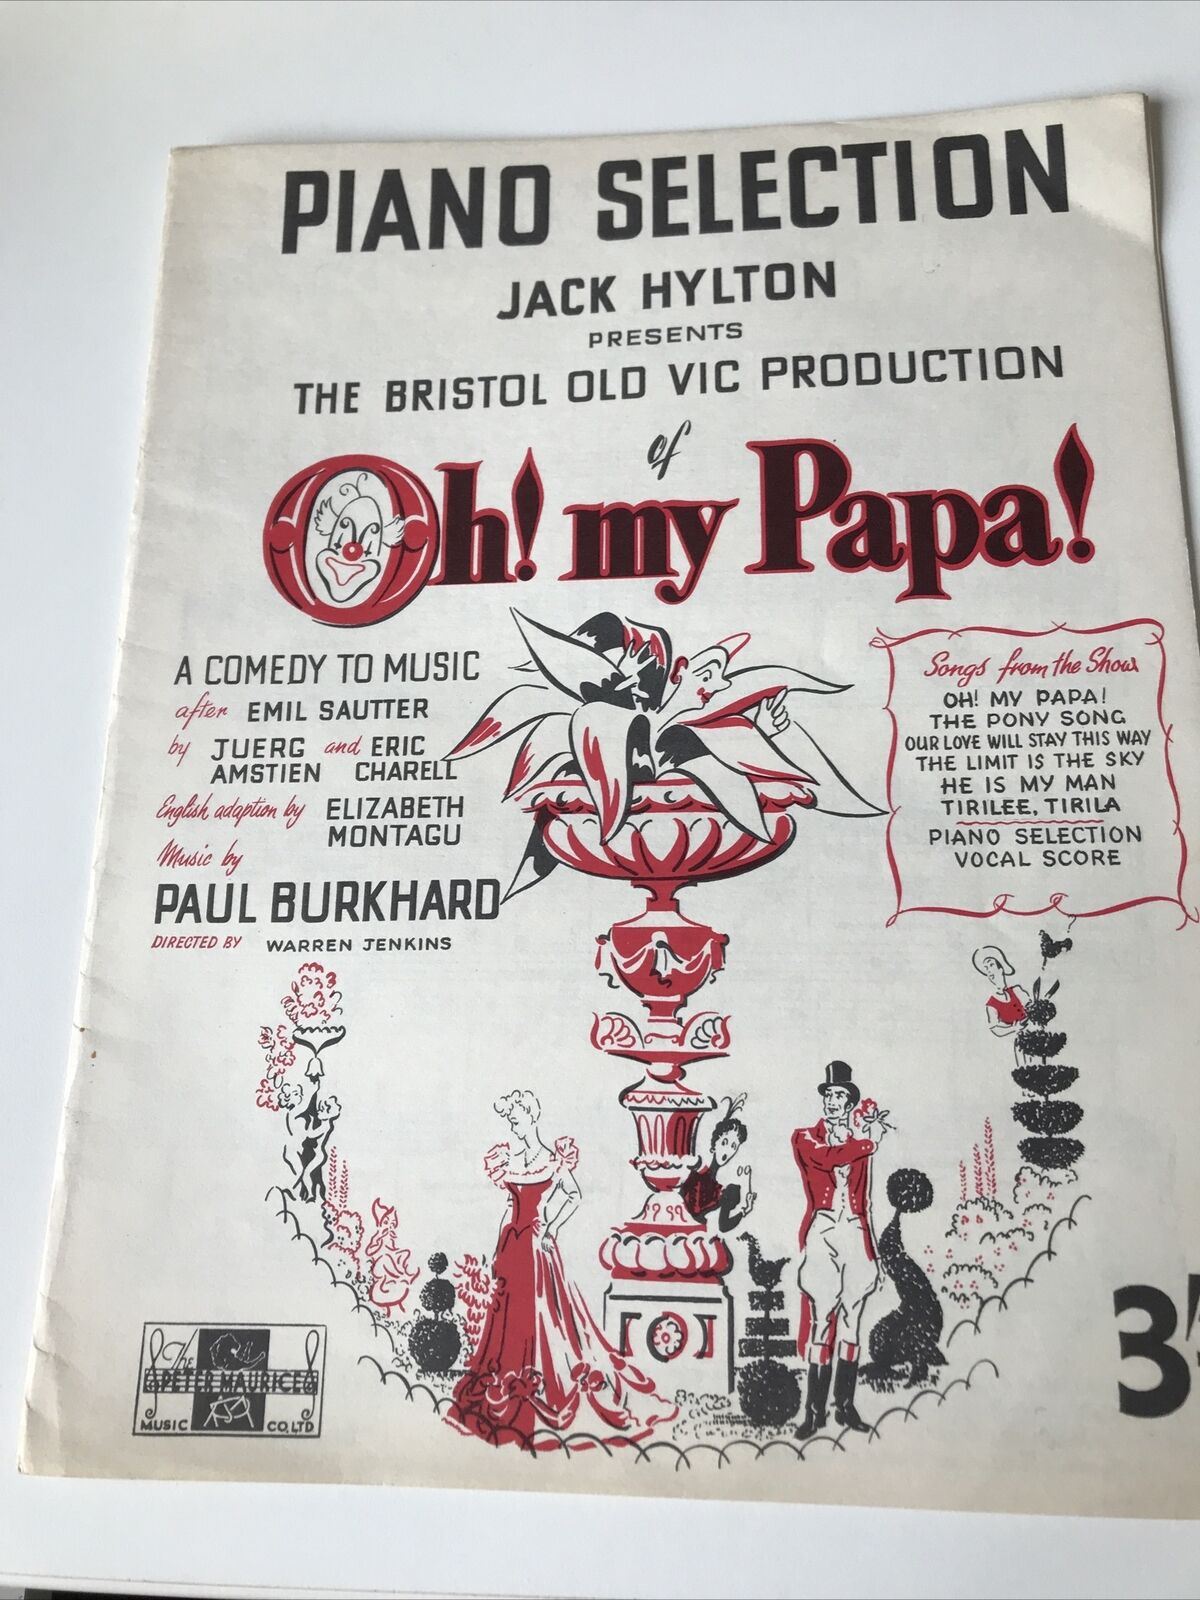 PIANO SELECTION
JACK HYLTON
PRESENTS
THE BRISTOL OLD VIC PRODUCTION
of
Oh! my Papa!
A COMEDY TO MUSIC
after EMIL SAUTTER
by JUERG and ERIC
AMSTIEN CHARELL
English adaption by ELIZABETH
MONTAGU
Music by
PAUL BURKHARD
DIRECTED BY WARREN JENKINS
Songs from the Show
OH! MY PAPA!
THE PONY SONG
OUR LOVE WILL STAY THIS WAY
THE LIMIT IS THE SKY
HE IS MY MAN
TIRILEE, TIRILA
PIANO SELECTION
VOCAL SCORE
The
PETER MAURICE
MUSIC CO. LTD
3